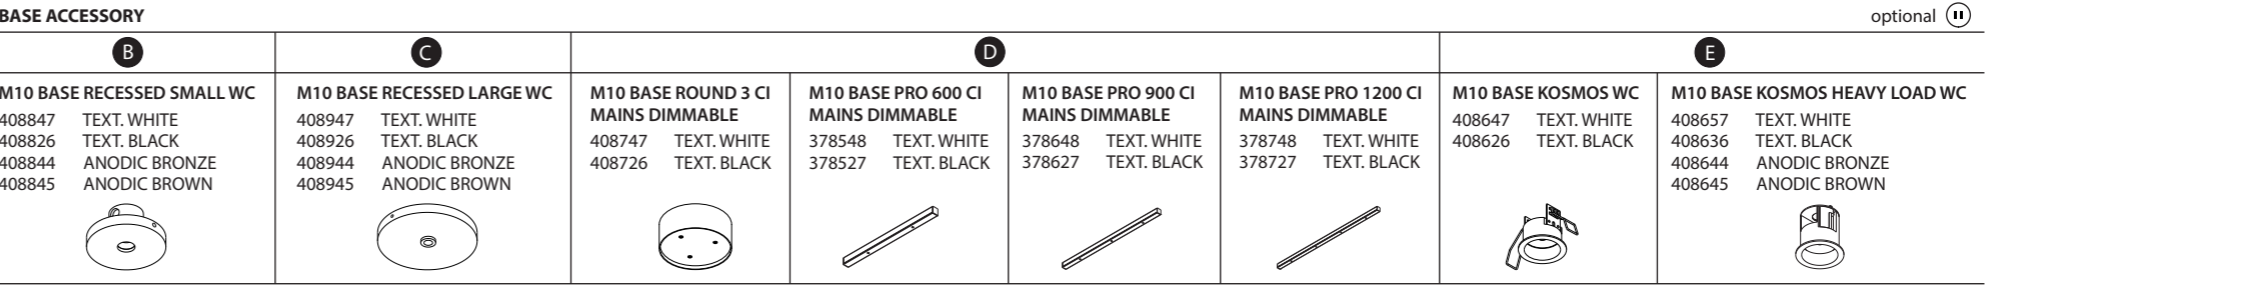 BASE ACCESSORY
optional
B
C
D
E
M10 BASE RECESSED SMALL WC
408847 TEXT. WHITE
408826 TEXT. BLACK
408844 ANODIC BRONZE
408845 ANODIC BROWN
M10 BASE RECESSED LARGE WC
408947 TEXT. WHITE
408926 TEXT. BLACK
408944 ANODIC BRONZE
408945 ANODIC BROWN
M10 BASE ROUND 3 CI
MAINS DIMMABLE
408747 TEXT. WHITE
408726 TEXT. BLACK
M10 BASE PRO 600 CI
MAINS DIMMABLE
378548 TEXT. WHITE
378527 TEXT. BLACK
M10 BASE PRO 900 CI
MAINS DIMMABLE
378648 TEXT. WHITE
378627 TEXT. BLACK
M10 BASE PRO 1200 CI
MAINS DIMMABLE
378748 TEXT. WHITE
378727 TEXT. BLACK
M10 BASE KOSMOS WC
408647 TEXT. WHITE
408626 TEXT. BLACK
M10 BASE KOSMOS HEAVY LOAD WC
408657 TEXT. WHITE
408636 TEXT. BLACK
408644 ANODIC BRONZE
408645 ANODIC BROWN